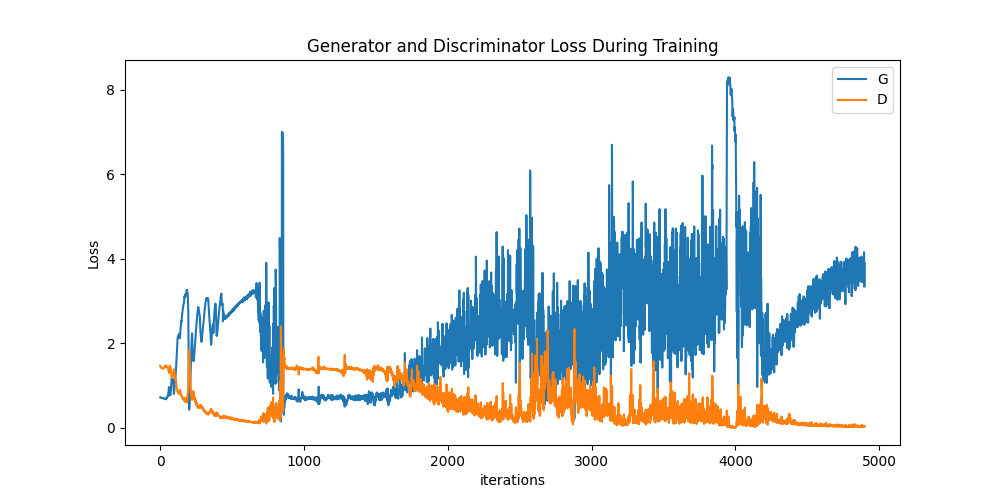 Generator and Discriminator Loss During Training
G
D
8
6
4
2
0
Loss
0 1000 2000 3000 4000 5000
iterations